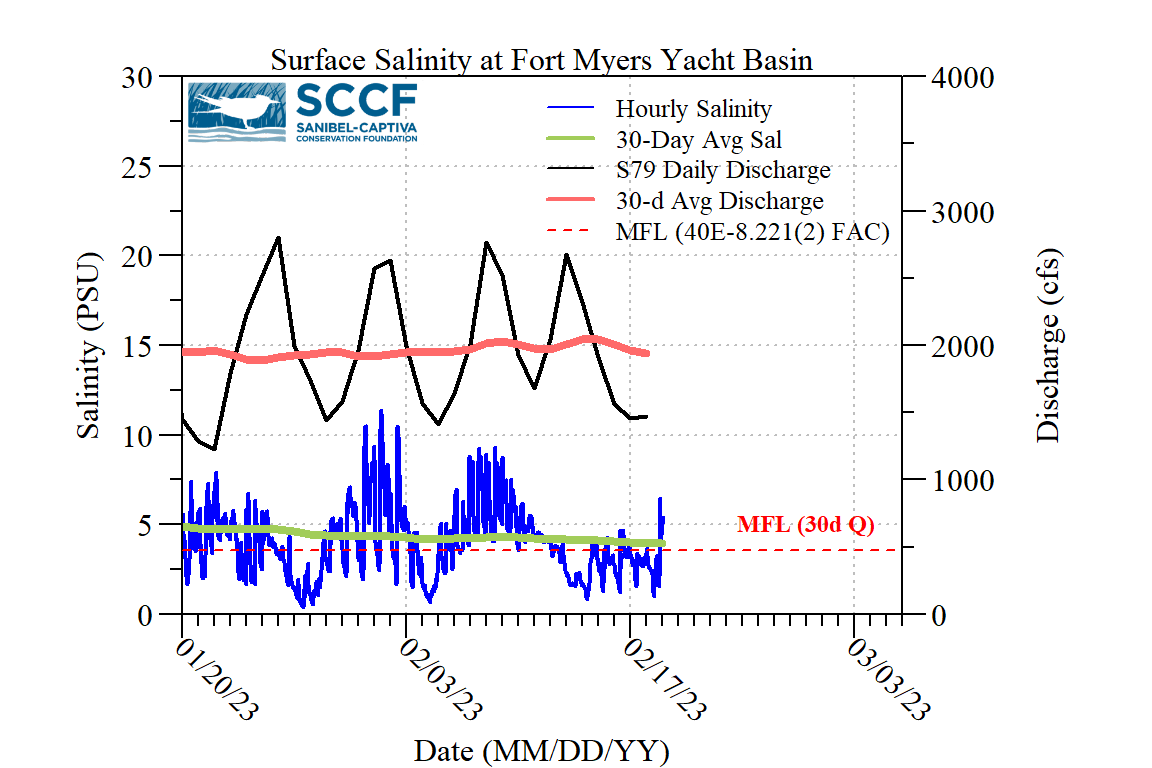 Surface Salinity at Fort Myers Yacht Basin
SCCF
SANIBEL-CAPTIVA
CONSERVATION FOUNDATION
Hourly Salinity
30-Day Avg Sal
S79 Daily Discharge
30-d Avg Discharge
MFL (40E-8.221(2) FAC)
Salinity (PSU)
30
25
20
15
10
5
0
4000
3000
2000
1000
0
Discharge (cfs)
MFL (30d Q)
01/20/23
02/03/23
02/17/23
03/03/23
Date (MM/DD/YY)